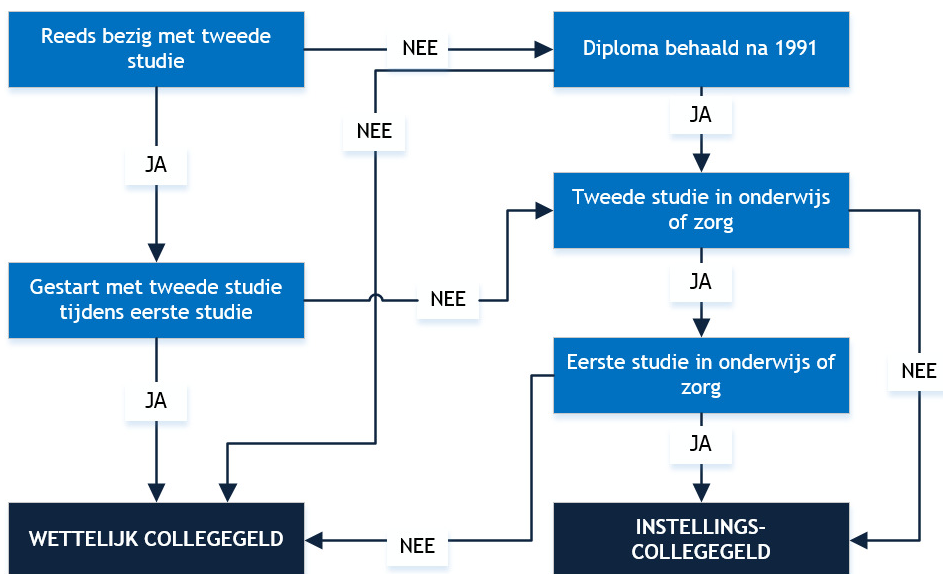 Reeds bezig met tweede
studie
NEE
Diploma behaald na 1991
NEE
JA
JA
Tweede studie in onderwijs
of zorg
Gestart met tweede studie
tijdens eerste studie
NEE
JA
Eerste studie in onderwijs of
zorg
NEE
JA
JA
WETTELIJK COLLEGEGELD
NEE
INSTELLINGS-
COLLEGEGELD